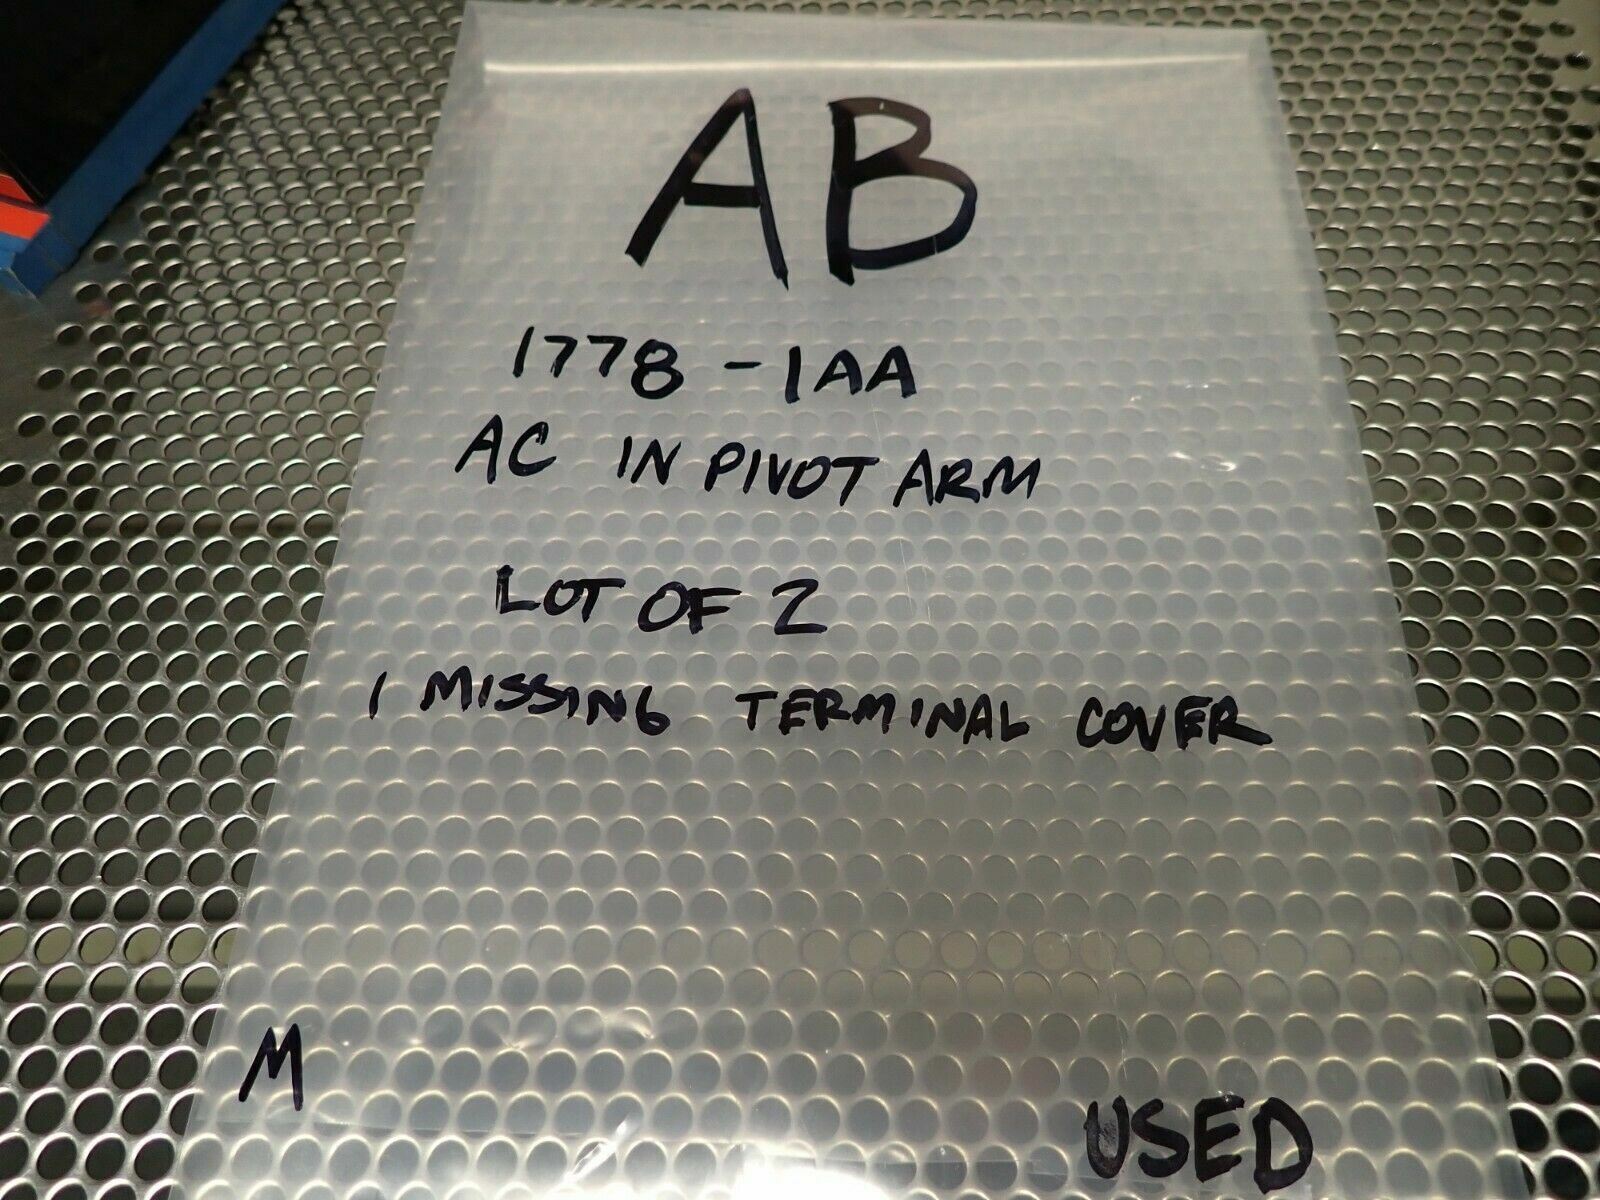 AB
1778-1AA
AC IN PIVOT ARM
LOT OF 2
1 MISSING TERMINAL COVER
M
USED